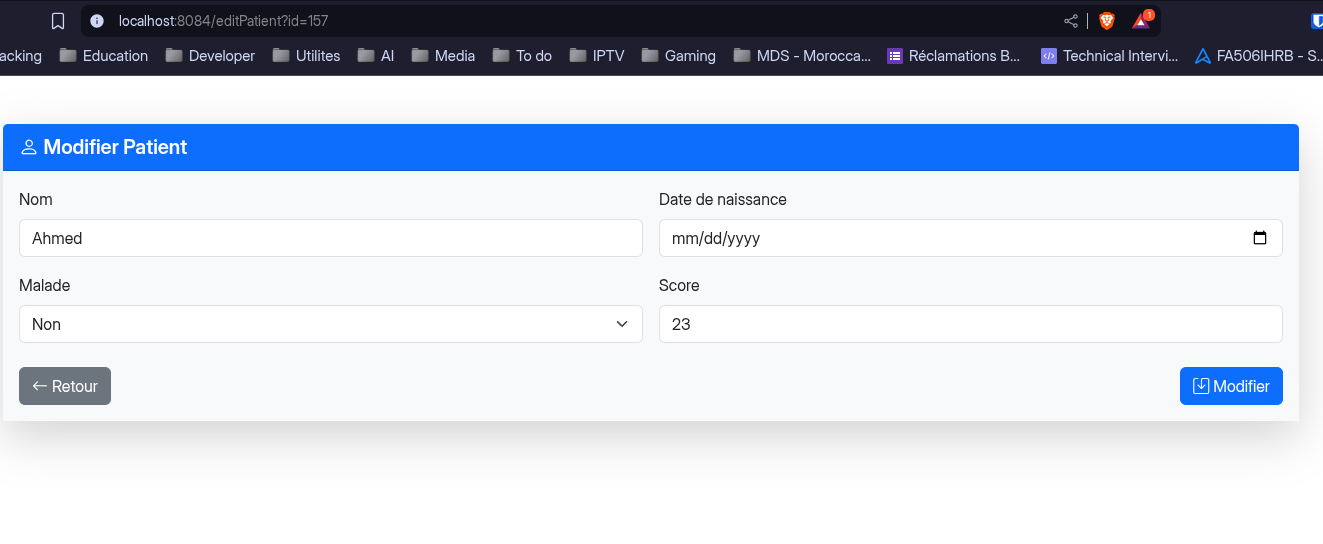 localhost:8084/editPatient?id=157
1
acking Education Developer Utilites AI Media To do IPTV Gaming MDS - Morocca... Réclamations B... Technical Intervi... FA506IHRB - S...
Modifier Patient
Nom Date de naissance
Ahmed mm/dd/yyyy
Malade Score
Non 23
← Retour Modifier